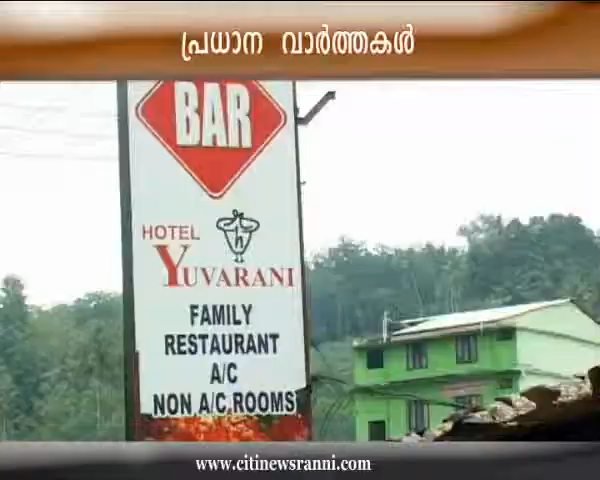 പ്രധാന വാർത്തകൾ
BAR
HOTEL
YUVARANI
FAMILY
RESTAURANT
A/C
NON A/C.ROOMS
www.citinewsranni.com